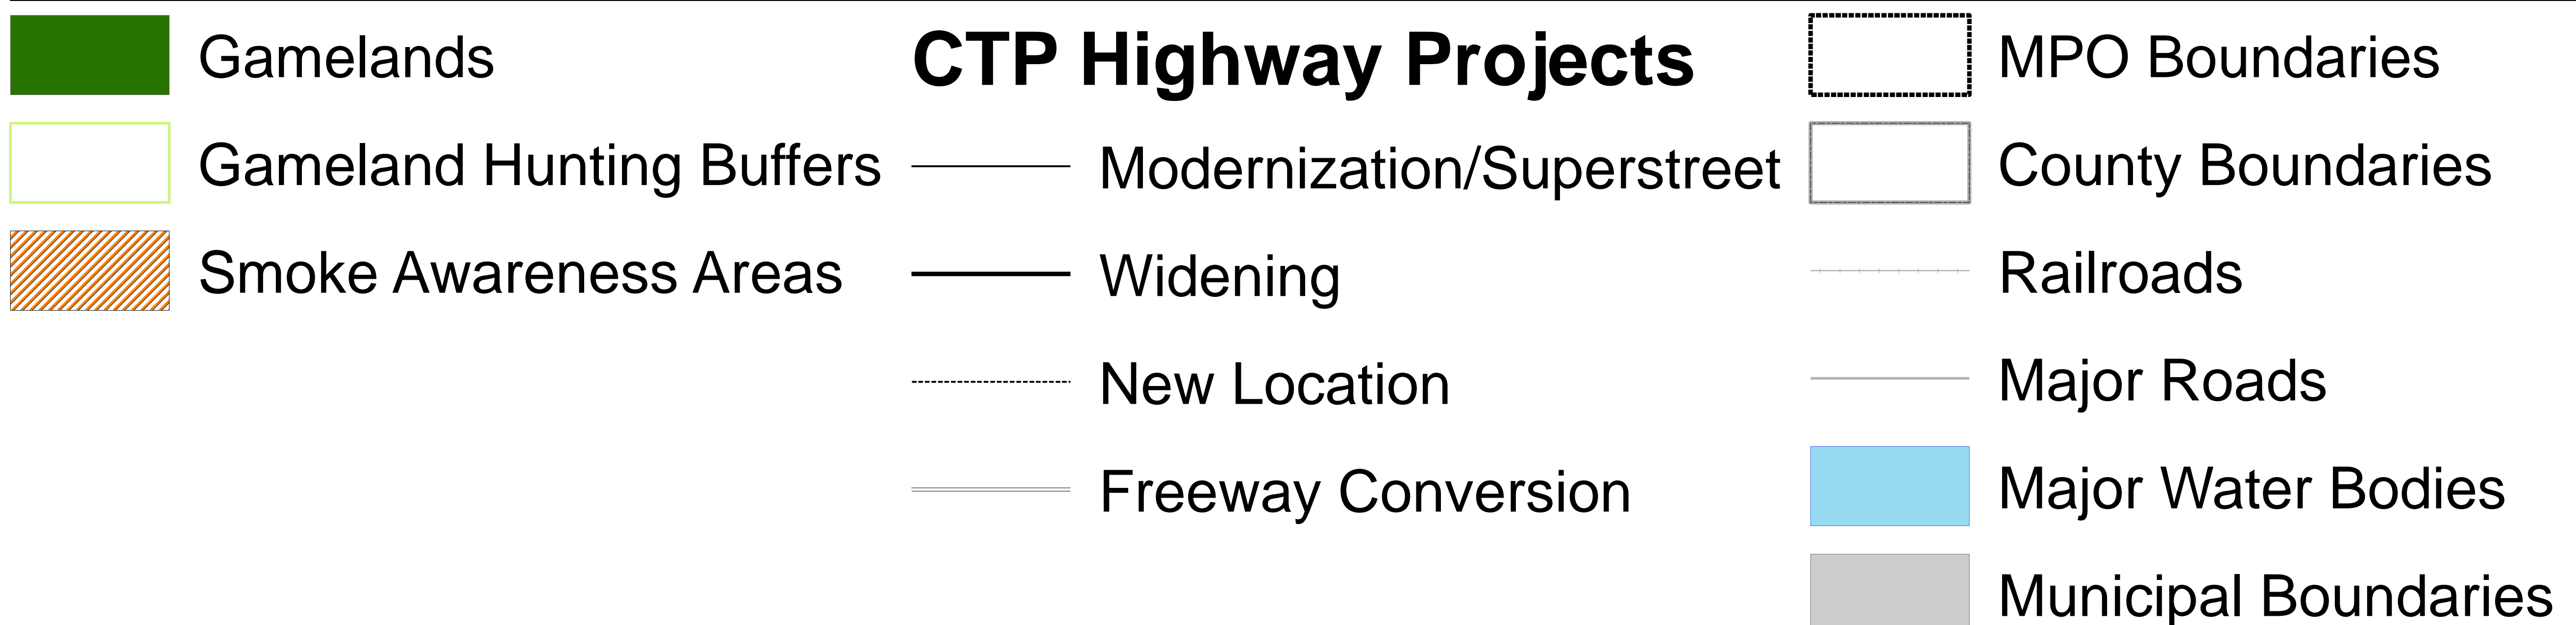 Gamelands
Gameland Hunting Buffers
Smoke Awareness Areas
CTP Highway Projects
Modernization/Superstreet
Widening
New Location
Freeway Conversion
MPO Boundaries
County Boundaries
Railroads
Major Roads
Major Water Bodies
Municipal Boundaries